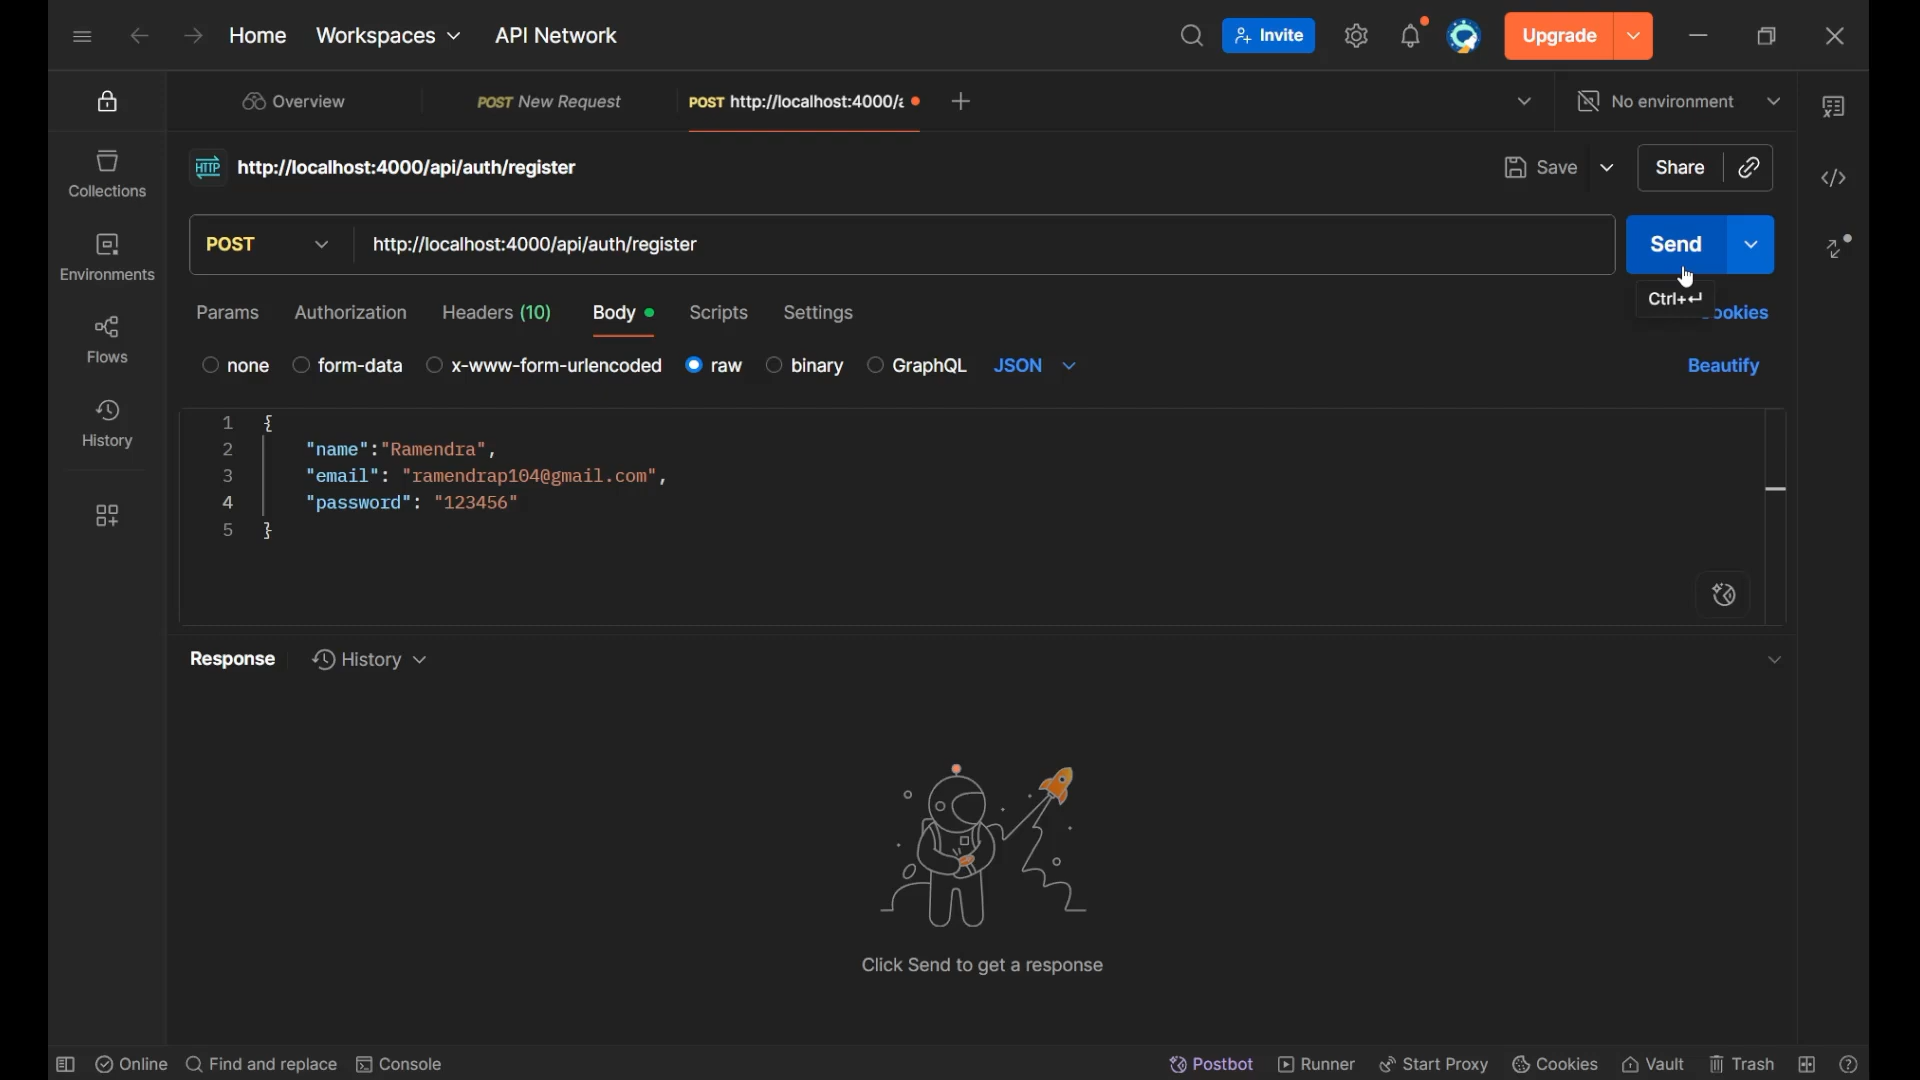 Home Workspaces API Network Invite Upgrade
Overview POST New Request POST http://localhost:4000/a No environment
HTTP http://localhost:4000/api/auth/register Save Share
Collections
POST http://localhost:4000/api/auth/register Send
Environments
Ctrl+↵
Params Authorization Headers (10) Body Scripts Settings ookies
Flows
none form-data x-www-form-urlencoded raw binary GraphQL JSON Beautify
History
1 {
2 "name":"Ramendra",
3 "email": "ramendrap104@gmail.com",
4 "password": "123456"
5 }
Response History
Click Send to get a response
Online Find and replace Console Postbot Runner Start Proxy Cookies Vault Trash